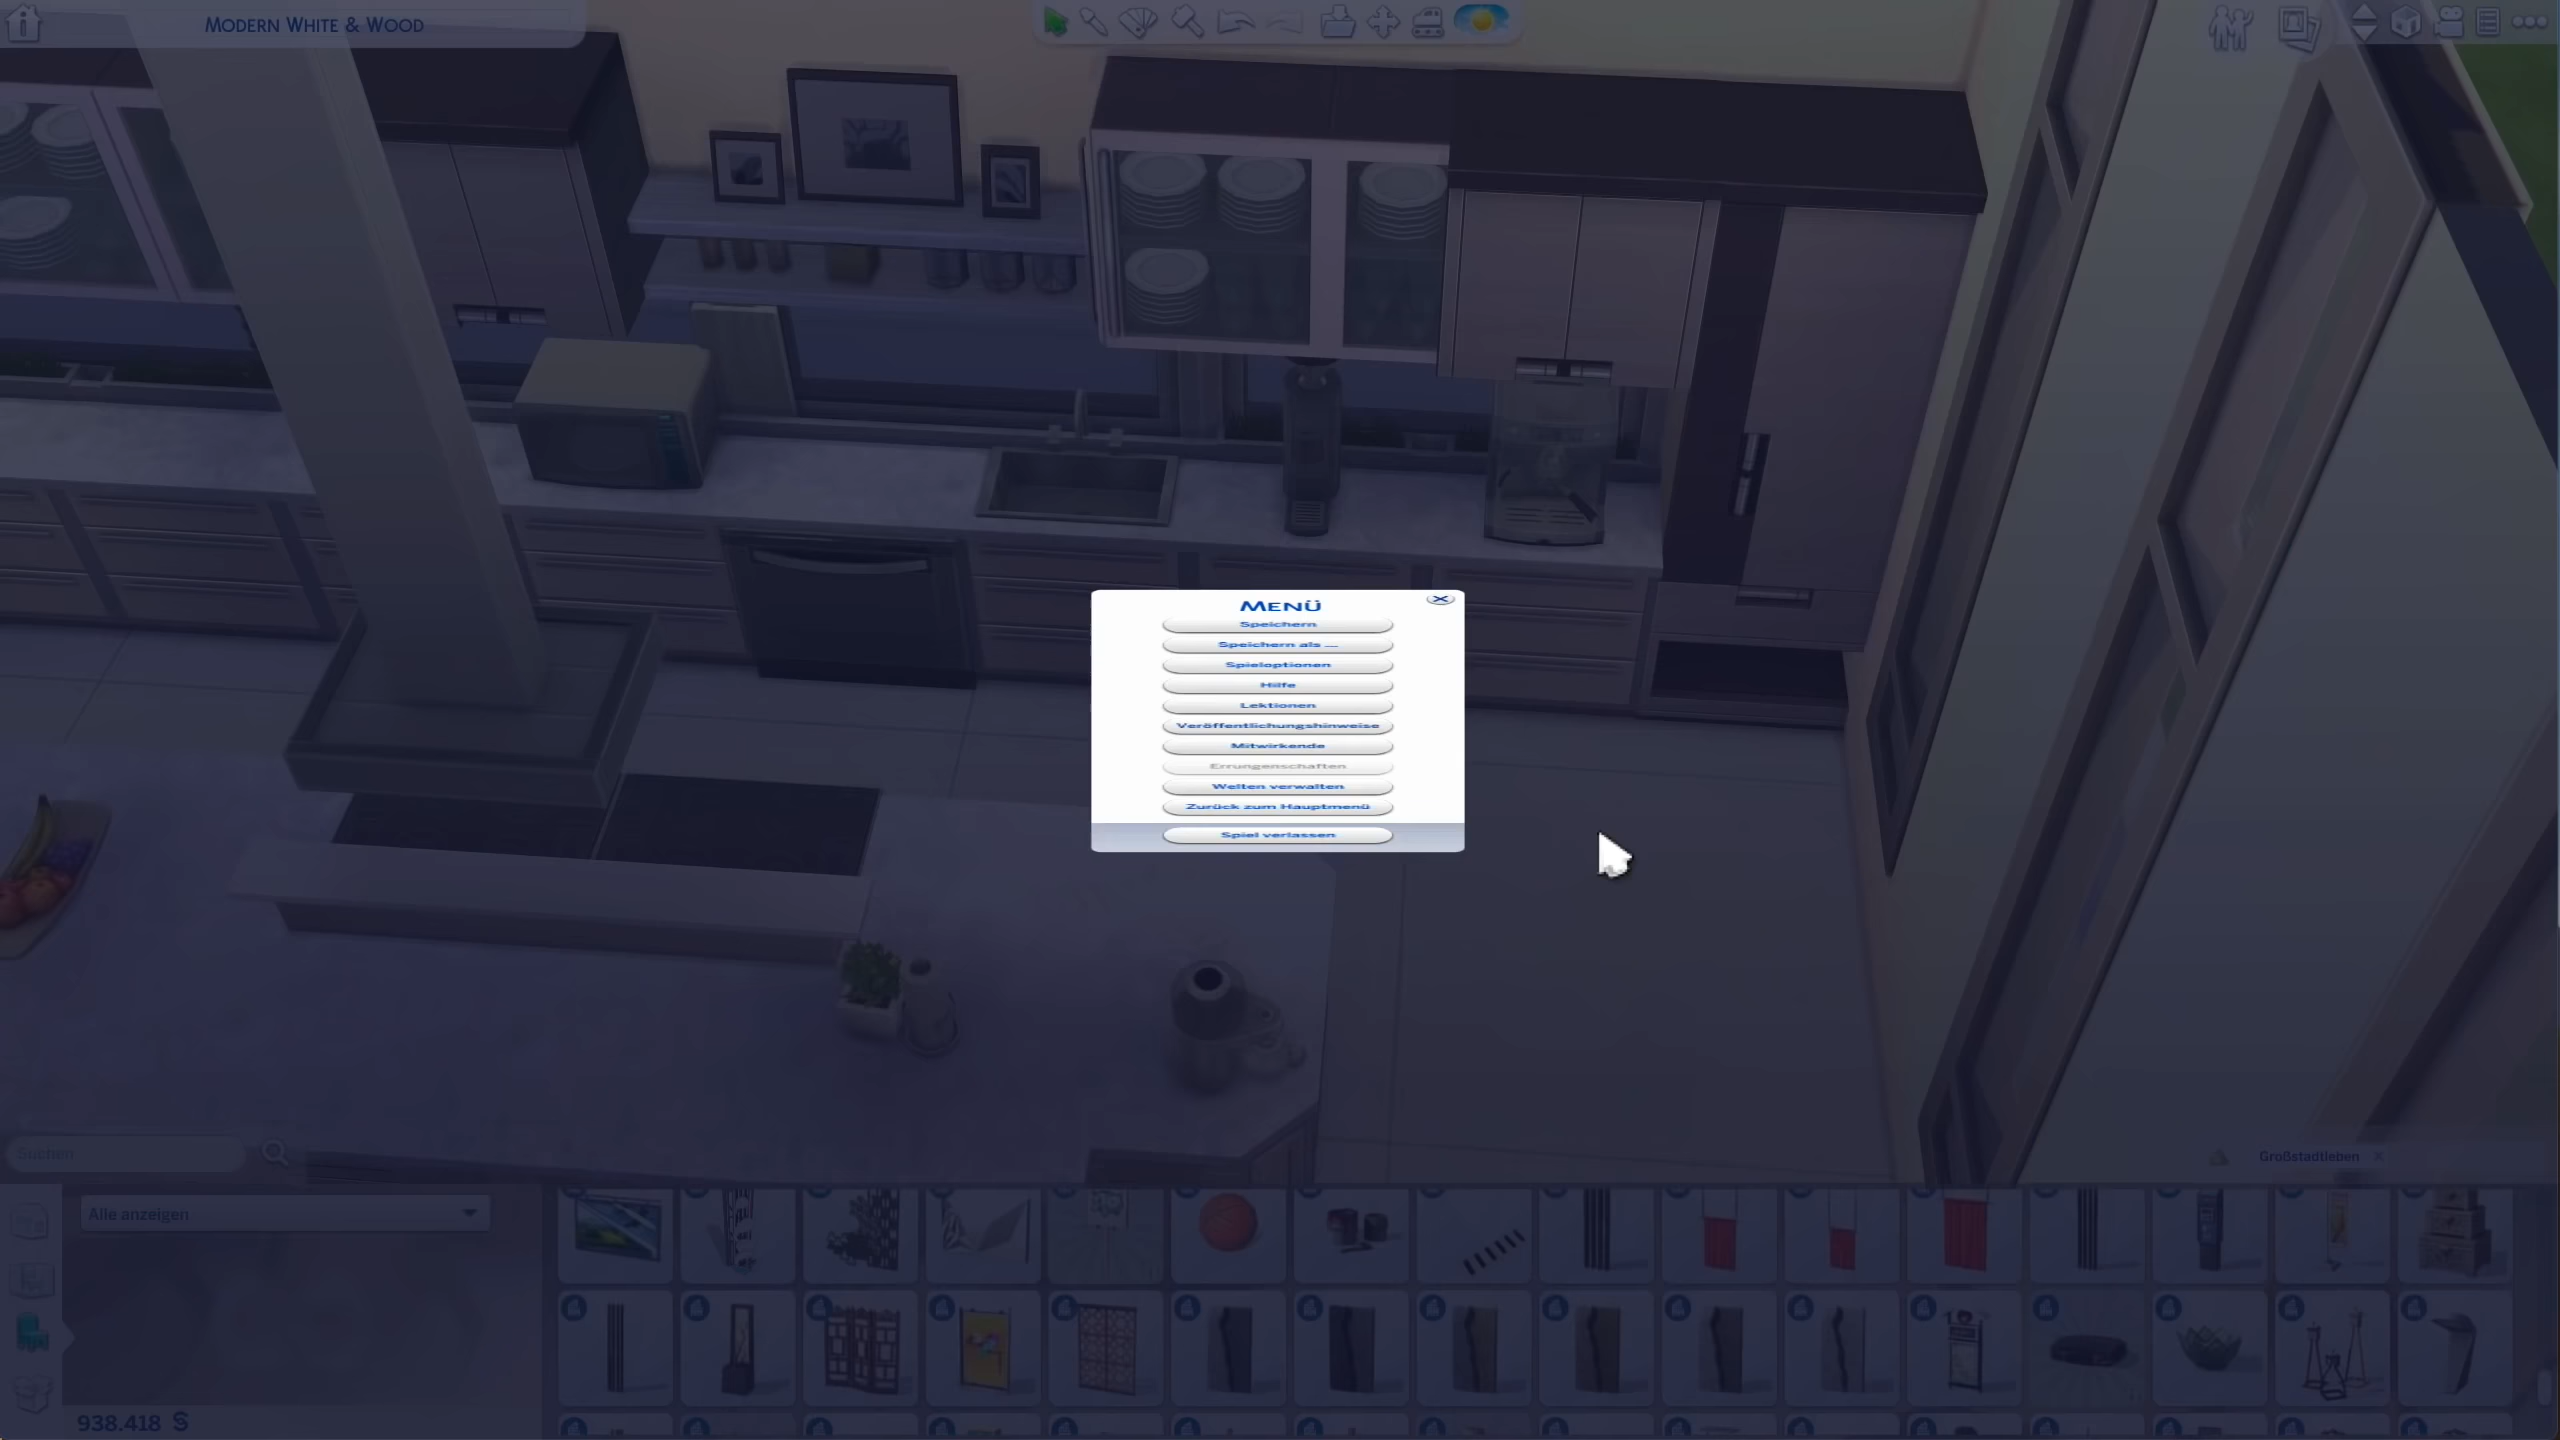 Modern White & Wood
Menü
Speichern
Speichern als ...
Spieloptionen
Hilfe
Lektionen
Veröffentlichungshinweise
Mitwirkende
Errungenschaften
Welten verwalten
Zurück zum Hauptmenü
Spiel verlassen
Suchen
Großstadtleben
Alle anzeigen
938.418 §